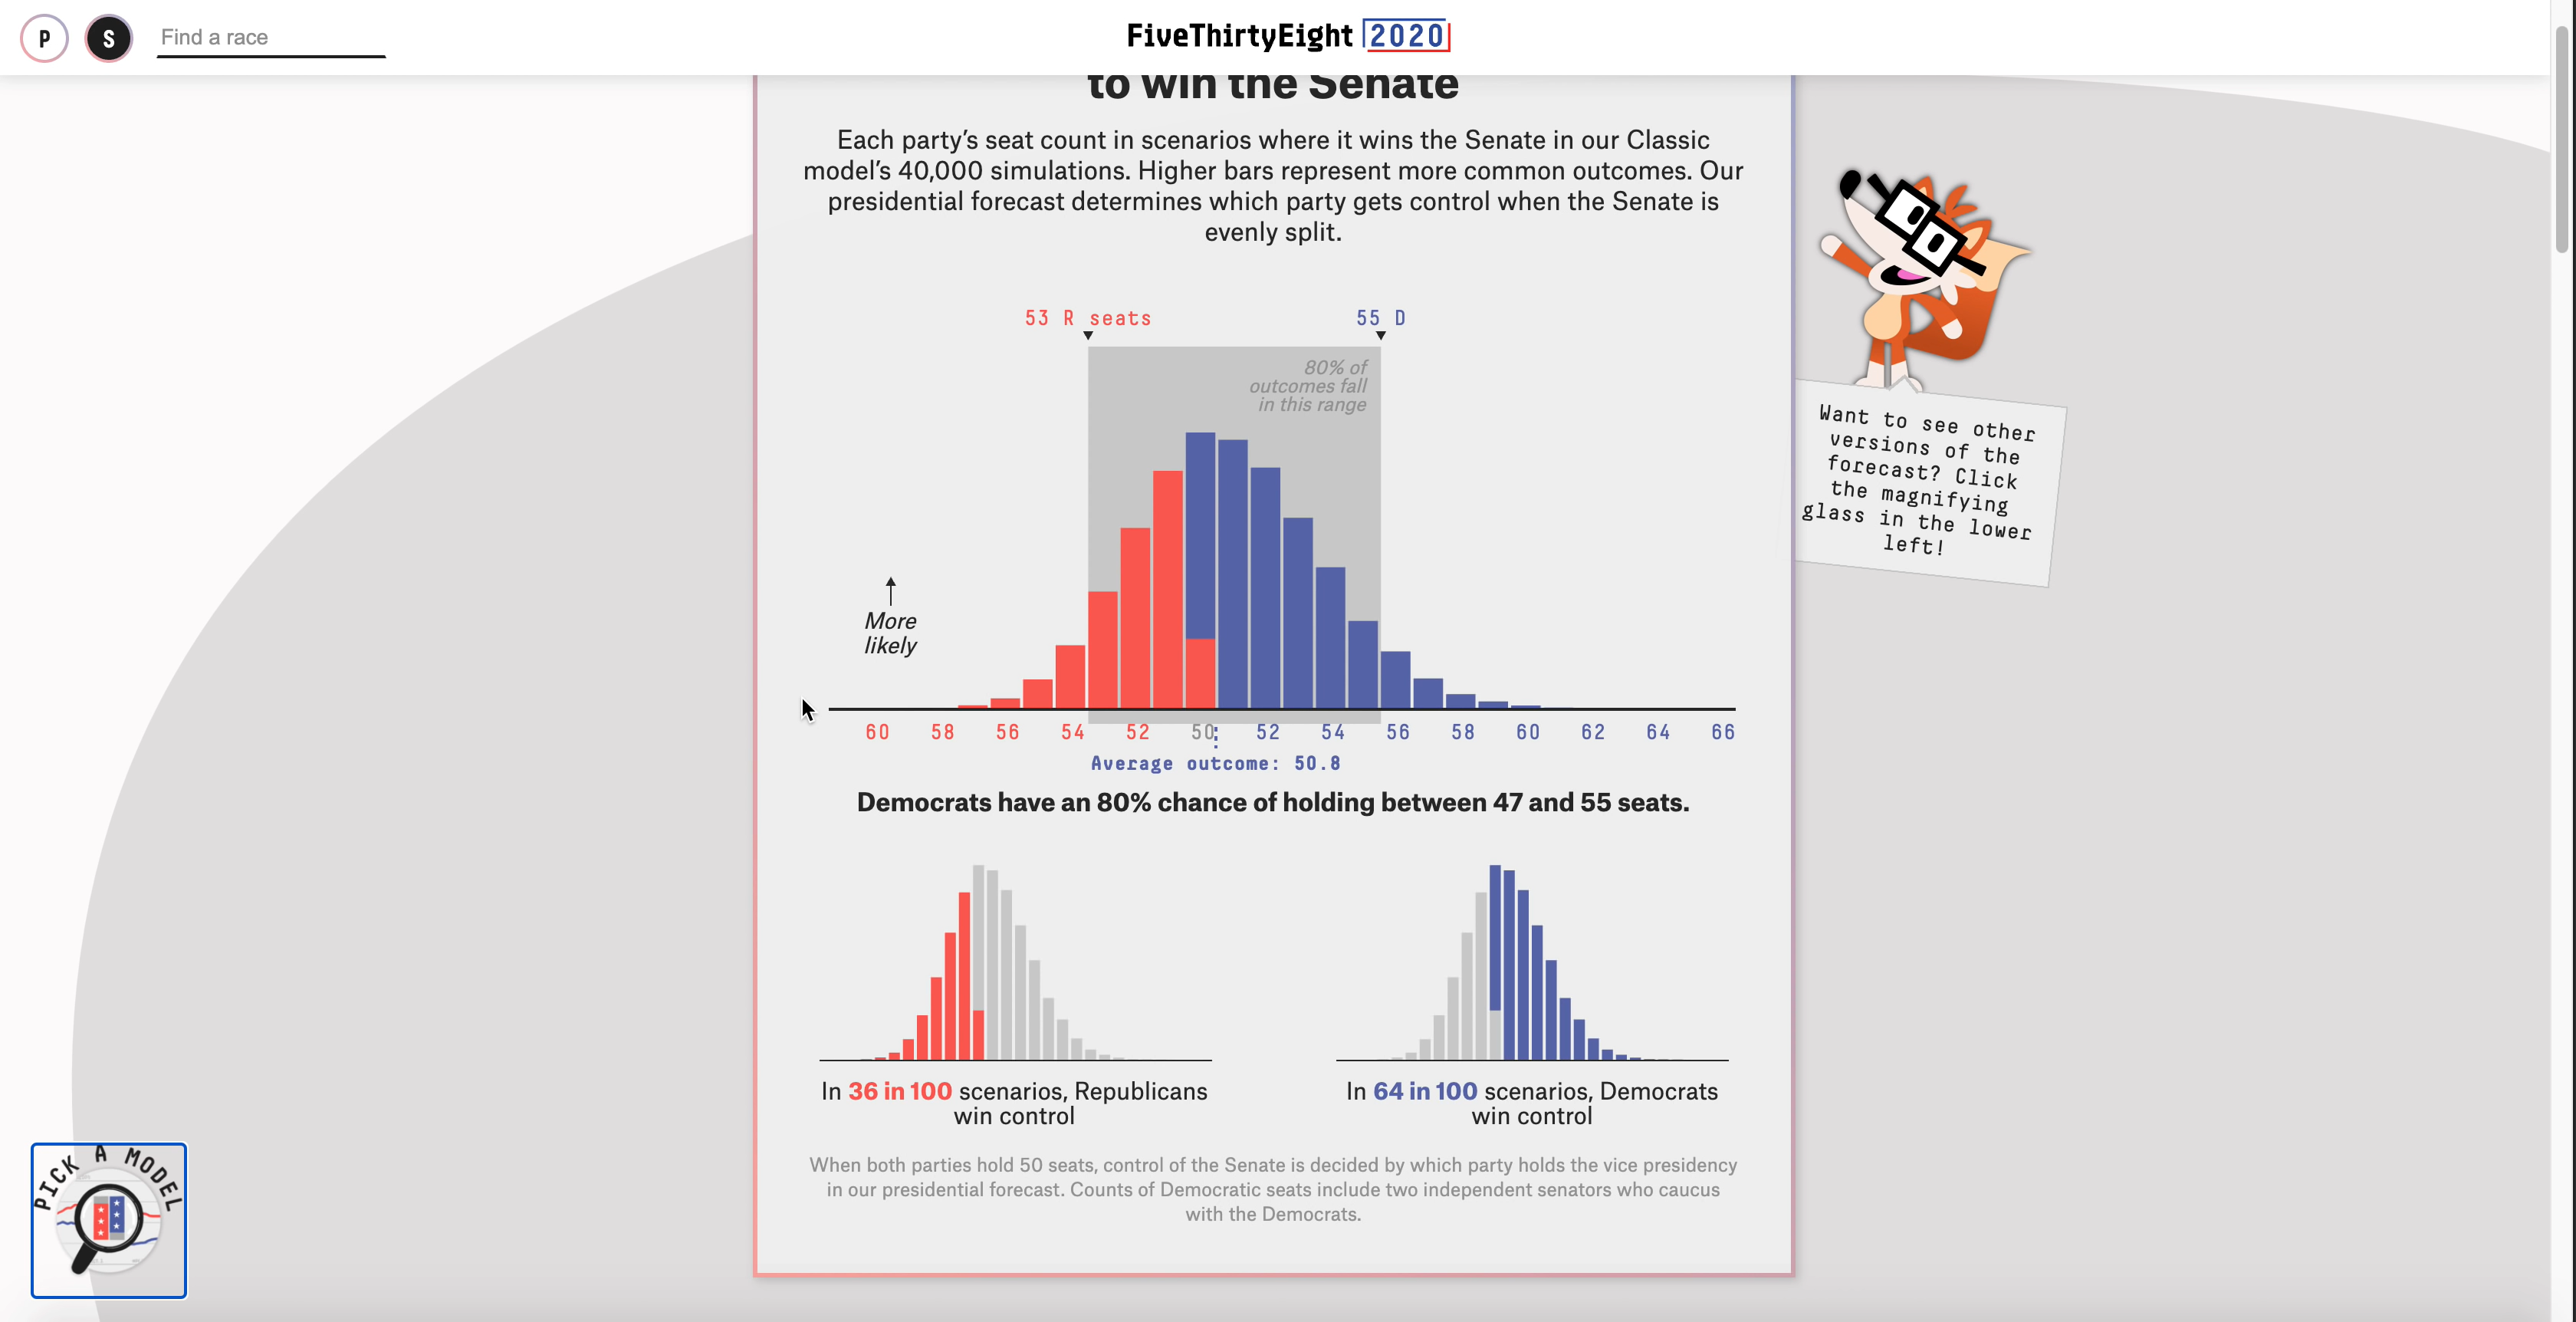 P
S
Find a race
FiveThirtyEight 2020
to win the Senate
Each party’s seat count in scenarios where it wins the Senate in our Classic
model’s 40,000 simulations. Higher bars represent more common outcomes. Our
presidential forecast determines which party gets control when the Senate is
evenly split.
53 R seats
55 D
80% of
outcomes fall
in this range
More
likely
60 58 56 54 52 50 52 54 56 58 60 62 64 66
Average outcome: 50.8
Democrats have an 80% chance of holding between 47 and 55 seats.
In 36 in 100 scenarios, Republicans
win control
In 64 in 100 scenarios, Democrats
win control
When both parties hold 50 seats, control of the Senate is decided by which party holds the vice presidency
in our presidential forecast. Counts of Democratic seats include two independent senators who caucus
with the Democrats.
Want to see other
versions of the
forecast? Click
the magnifying
glass in the lower
left!
PICK A MODEL